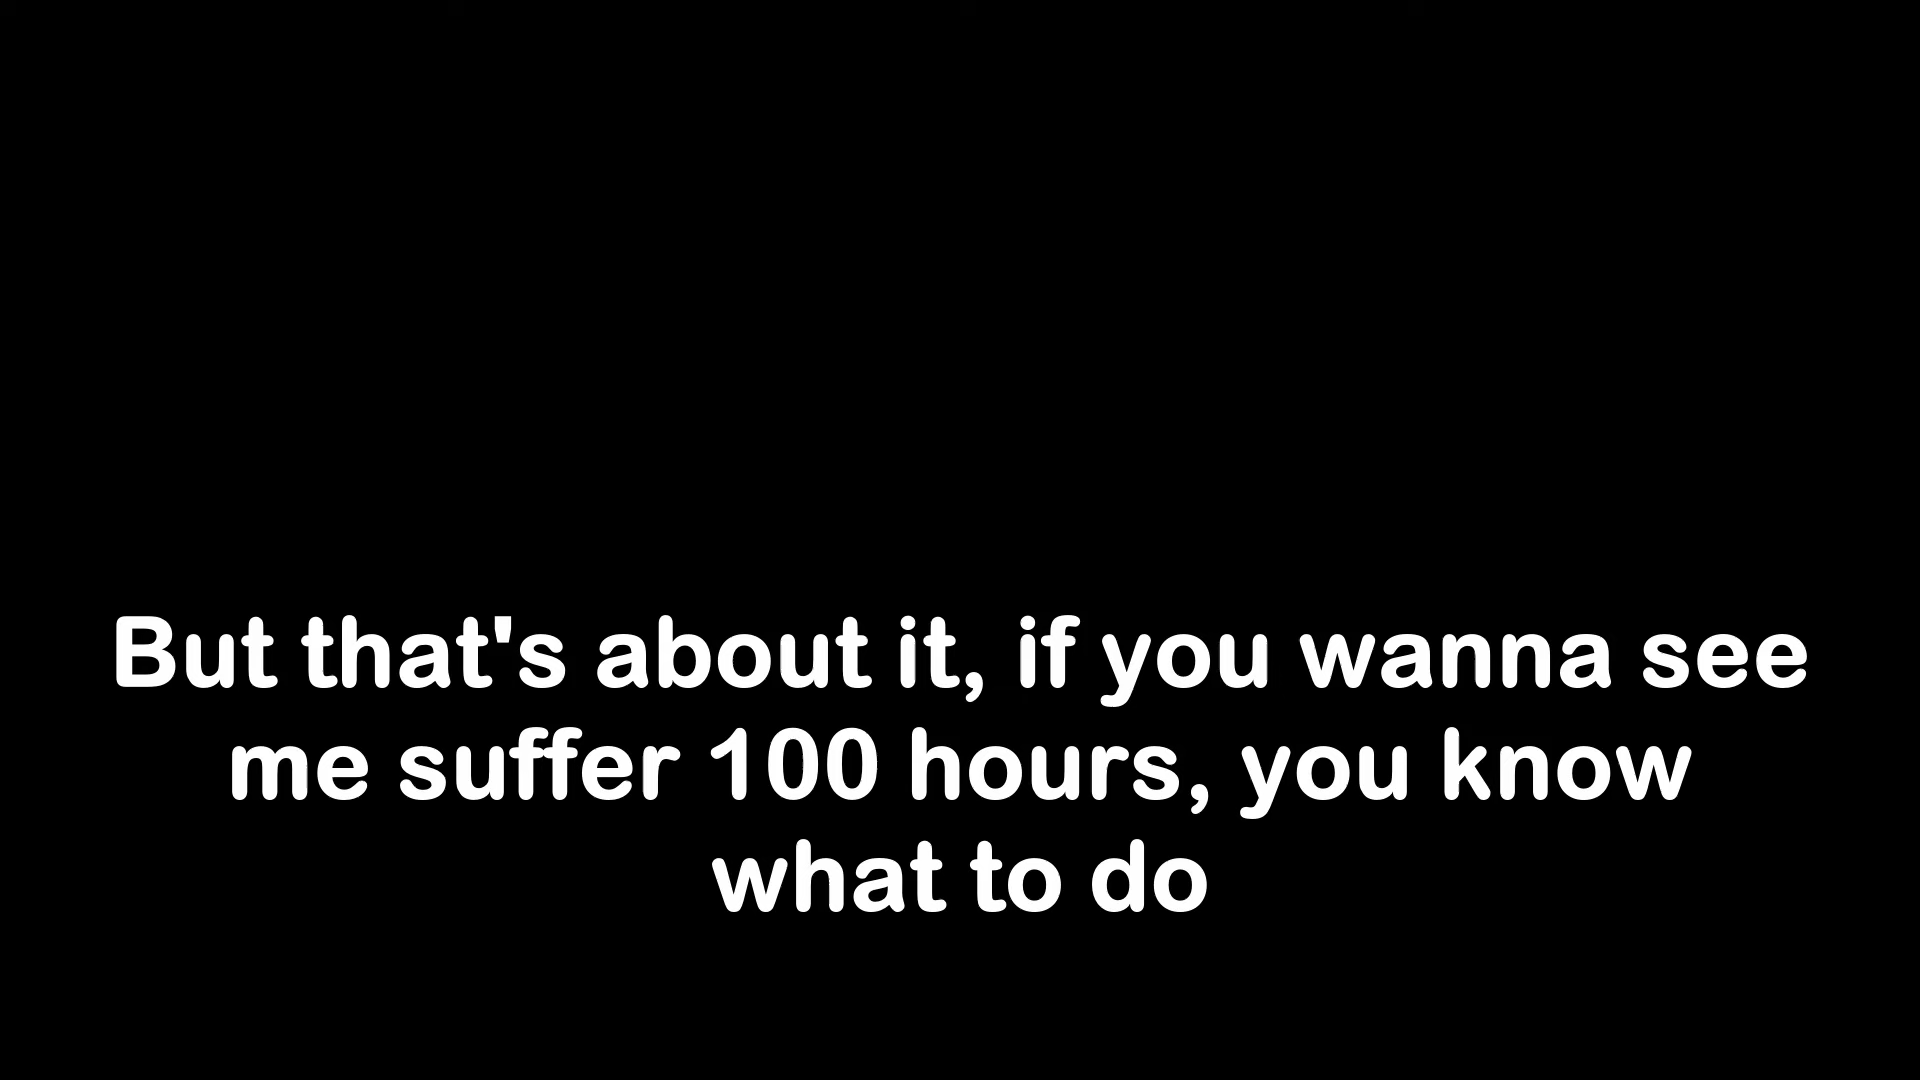 But that's about it, if you wanna see
me suffer 100 hours, you know
what to do